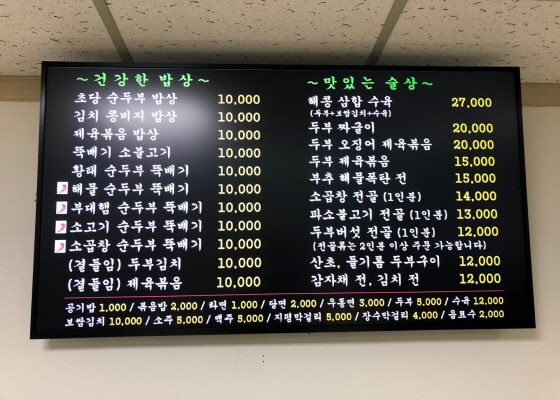 ~건강한 밥상~
초당 순두부 밥상 10,000
김치 콩비지 밥상 10,000
제육볶음 밥상 10,000
뚝배기 소불고기 10,000
황태 순두부 뚝배기 10,000
해물 순두부 뚝배기 10,000
부대햄 순두부 뚝배기 10,000
소고기 순두부 뚝배기 10,000
소곱창 순두부 뚝배기 10,000
(곁들임) 두부김치 10,000
(곁들임) 제육볶음 10,000
~맛있는 술상~
해콩 삼합 수육 27,000
(두부+보쌈김치+수육)
두부 짜글이 20,000
두부 오징어 제육볶음 20,000
두부 제육볶음 15,000
부추 해물폭탄 전 15,000
소곱창 전골 (1인분) 14,000
파소불고기 전골 (1인분) 13,000
두부버섯 전골 (1인분) 12,000
(전골류는 2인분 이상 주문 가능합니다)
산초, 들기름 두부구이 12,000
감자채 전, 김치 전 12,000
공기밥 1,000 / 볶음밥 2,000 / 라면 1,000 / 당면 2,000 / 우동면 3,000 / 두부 5,000 / 수육 12,000
보쌈김치 10,000 / 소주 5,000 / 맥주 5,000 / 지평막걸리 5,000 / 장수막걸리 4,000 / 음료수 2,000